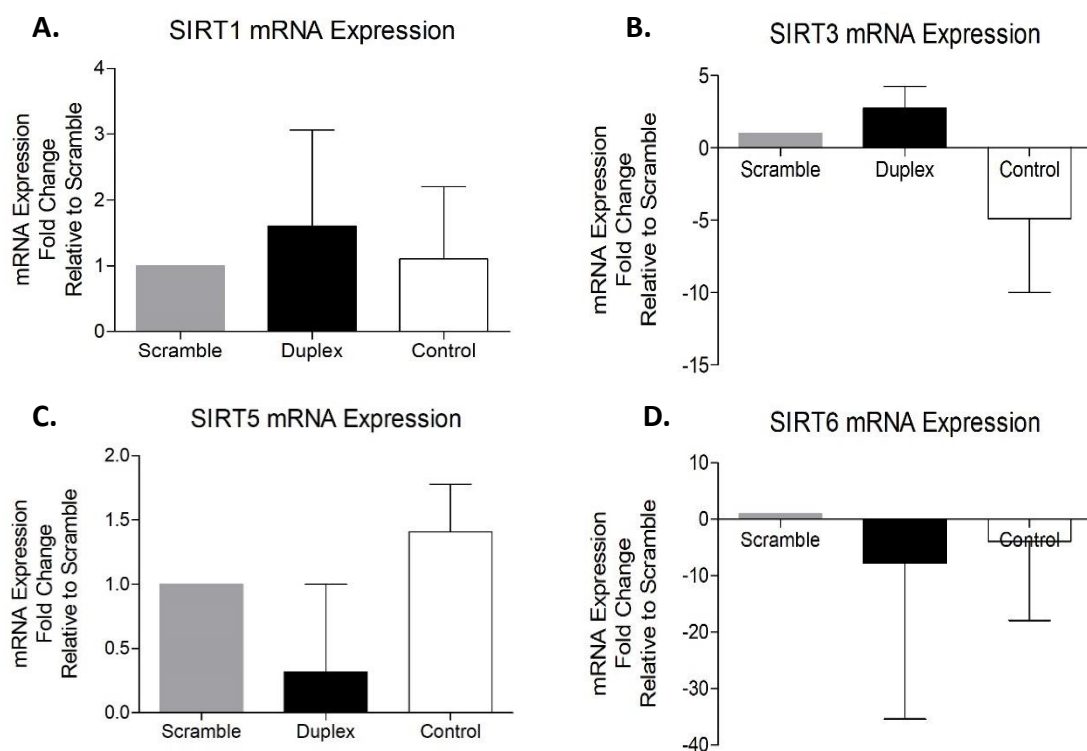 A.
SIRT1 mRNA Expression
mRNA Expression
Fold Change
Relative to Scramble
4
3
2
1
0
Scramble
Duplex
Control
B.
SIRT3 mRNA Expression
mRNA Expression
Fold Change
Relative to Scramble
5
0
-5
-10
-15
Scramble
Duplex
Control
C.
SIRT5 mRNA Expression
mRNA Expression
Fold Change
Relative to Scramble
2.0
1.5
1.0
0.5
0.0
Scramble
Duplex
Control
D.
SIRT6 mRNA Expression
mRNA Expression
Fold Change
Relative to Scramble
10
0
-10
-20
-30
-40
Scramble
Control